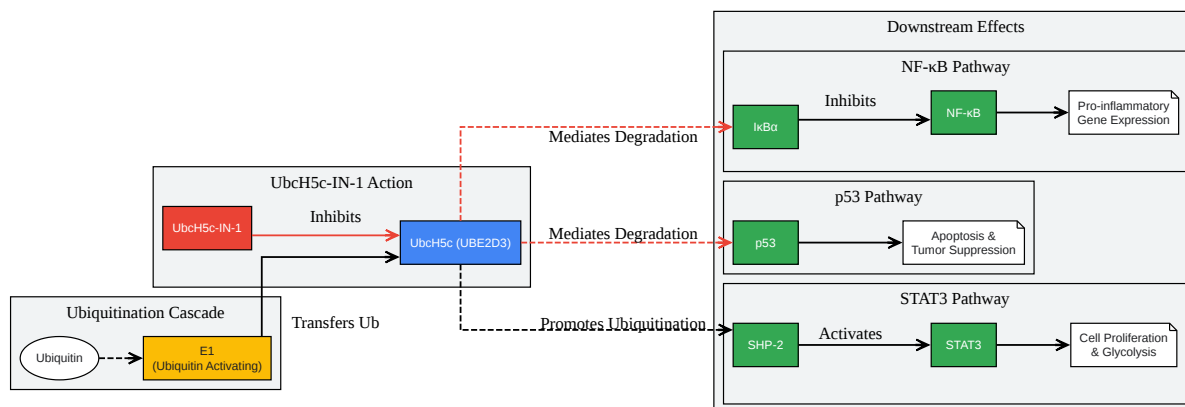 Downstream Effects
NF-κB Pathway
IκBα
Inhibits
NF-κB
Pro-inflammatory
Gene Expression
Mediates Degradation
UbcH5c-IN-1 Action
UbcH5c-IN-1
Inhibits
UbcH5c (UBE2D3)
Mediates Degradation
p53 Pathway
p53
Apoptosis &
Tumor Suppression
Ubiquitination Cascade
Ubiquitin
E1
(Ubiquitin Activating)
Transfers Ub
Promotes Ubiquitination
STAT3 Pathway
SHP-2
Activates
STAT3
Cell Proliferation
& Glycolysis